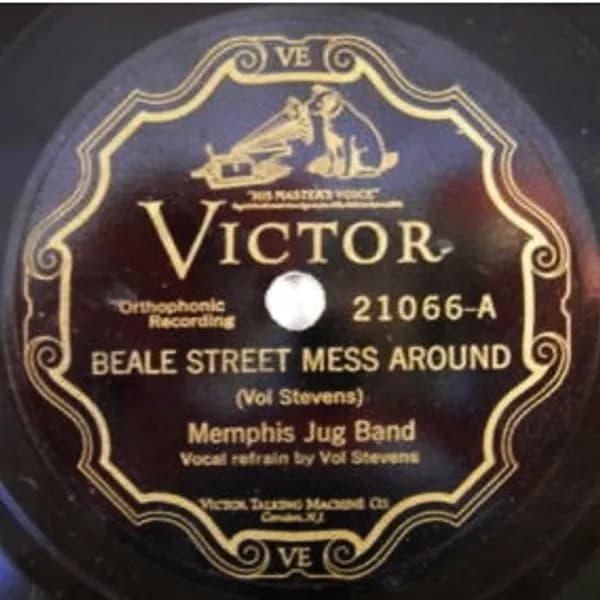 VE
"HIS MASTER'S VOICE"
VICTOR
Orthophonic
Recording
21066-A
BEALE STREET MESS AROUND
(Vol Stevens)
Memphis Jug Band
Vocal refrain by Vol Stevens
VICTOR TALKING MACHINE CO.
Camden, N.J.
VE